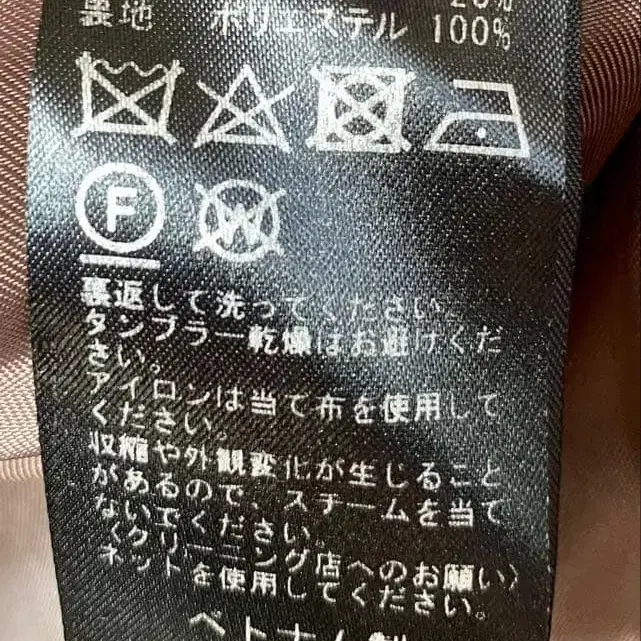 裏地 ポリエステル 100%
F
W
裏返して洗ってください。
タンブラー乾燥はお避けくだ
さい。
アイロンは当て布を使用して
ください。
収縮や外観変化が生じること
があるので、スチームを当て
ないでください。
〈クリーニング店へのお願い〉
ネットを使用してください。
ベトナム製